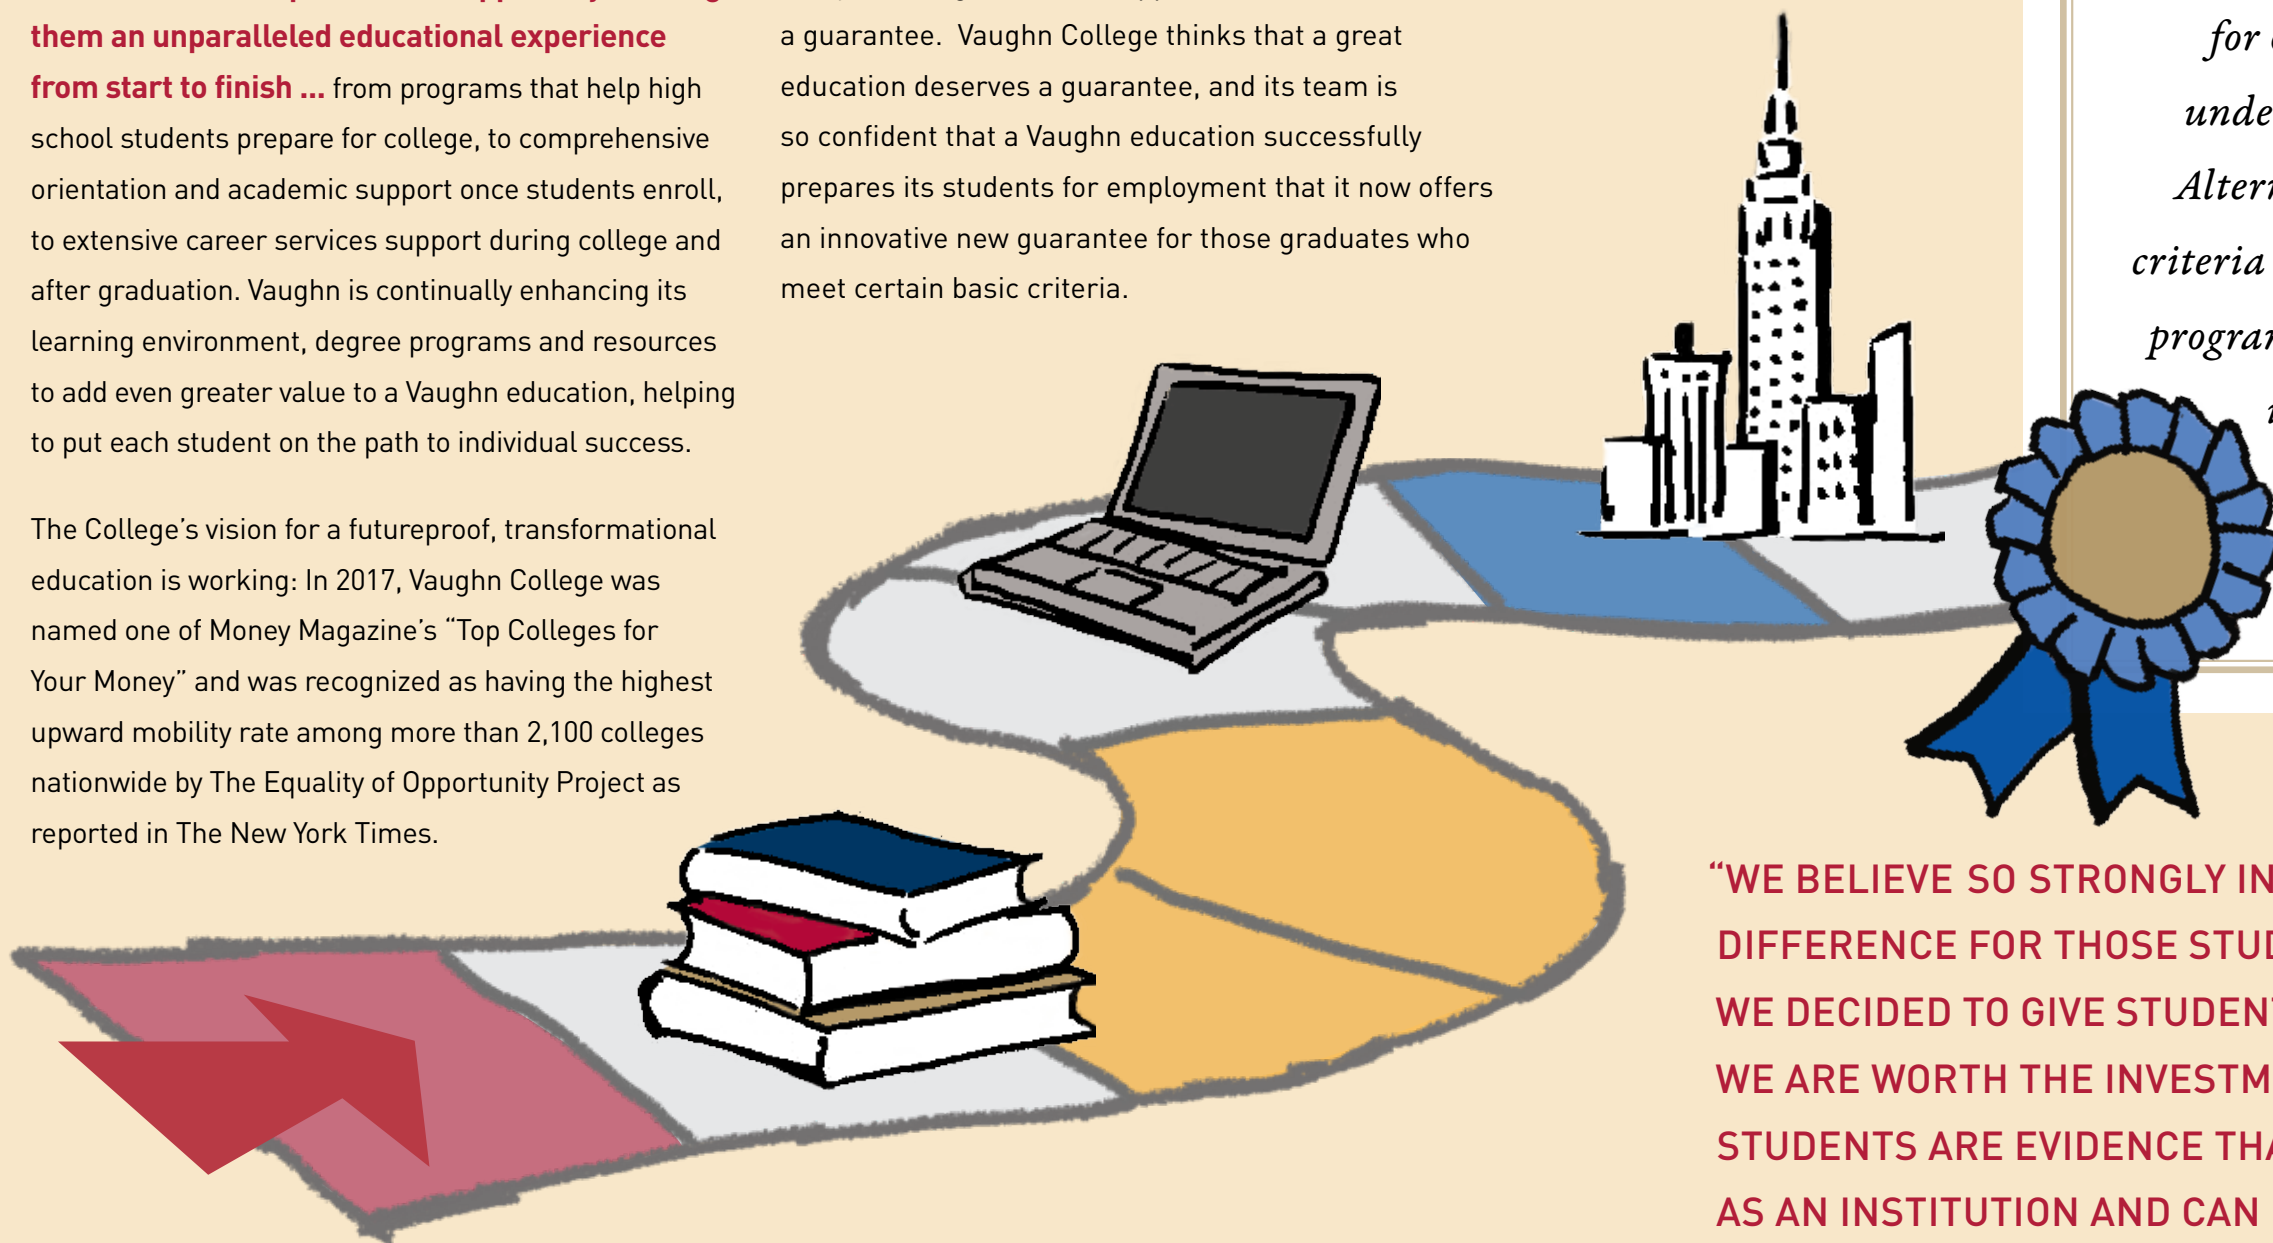 them an unparalleled educational experience
from start to finish ... from programs that help high
school students prepare for college, to comprehensive
orientation and academic support once students enroll,
to extensive career services support during college and
after graduation. Vaughn is continually enhancing its
learning environment, degree programs and resources
to add even greater value to a Vaughn education, helping
to put each student on the path to individual success.
The College’s vision for a futureproof, transformational
education is working: In 2017, Vaughn College was
named one of Money Magazine’s “Top Colleges for
Your Money” and was recognized as having the highest
upward mobility rate among more than 2,100 colleges
nationwide by The Equality of Opportunity Project as
reported in The New York Times.
a guarantee.  Vaughn College thinks that a great
education deserves a guarantee, and its team is
so confident that a Vaughn education successfully
prepares its students for employment that it now offers
an innovative new guarantee for those graduates who
meet certain basic criteria.
for
criteria
“WE BELIEVE SO STRONGLY IN
DIFFERENCE FOR THOSE
WE DECIDED TO GIVE
WE ARE WORTH THE
STUDENTS ARE EVIDENCE
AS AN INSTITUTION AND CAN